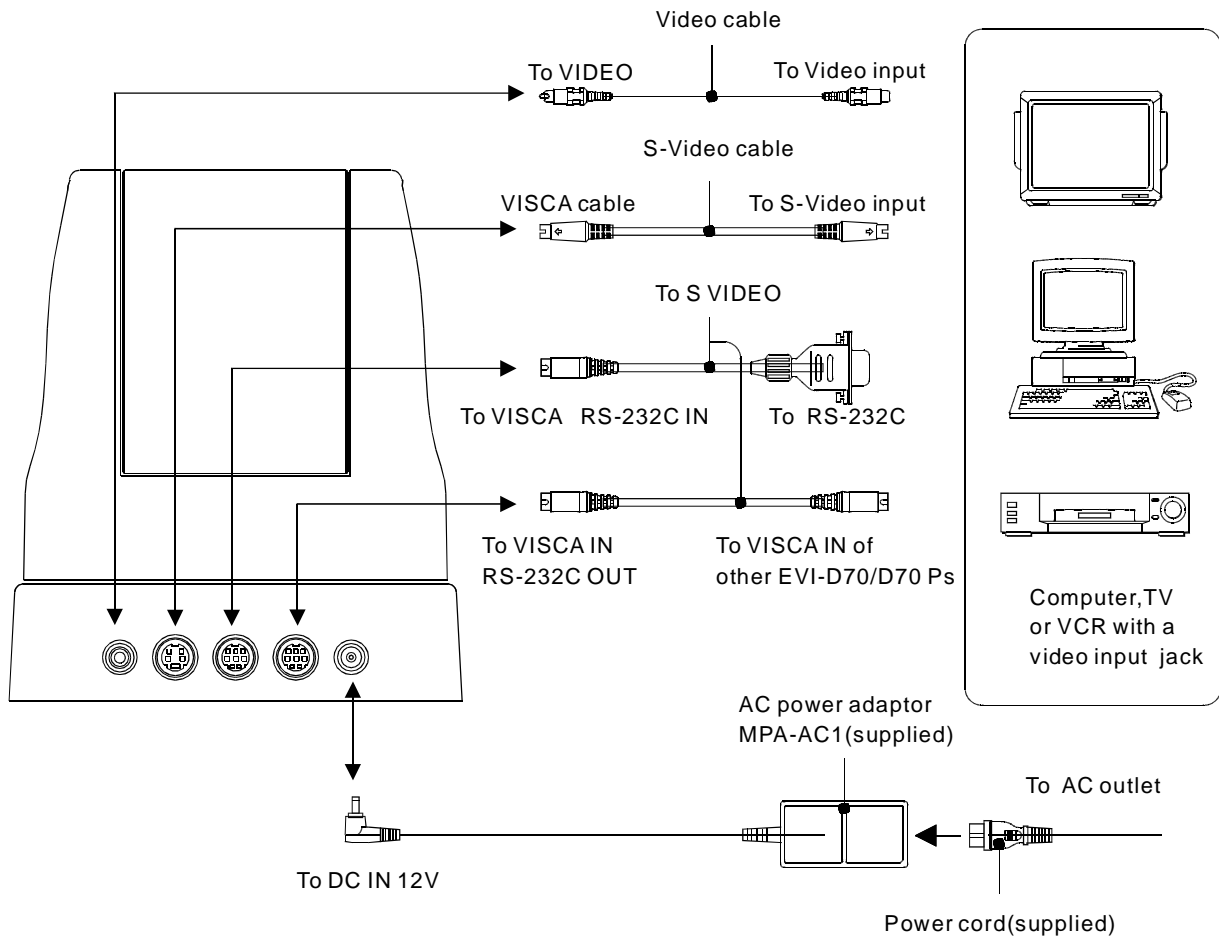 Video cable
To VIDEO
To Video input
S-Video cable
VISCA cable
To S-Video input
To S VIDEO
To VISCA RS-232C IN
To RS-232C
To VISCA IN
RS-232C OUT
To VISCA IN of
other EVI-D70/D70 Ps
Computer,TV
or VCR with a
video input jack
AC power adaptor
MPA-AC1(supplied)
To AC outlet
To DC IN 12V
Power cord(supplied)